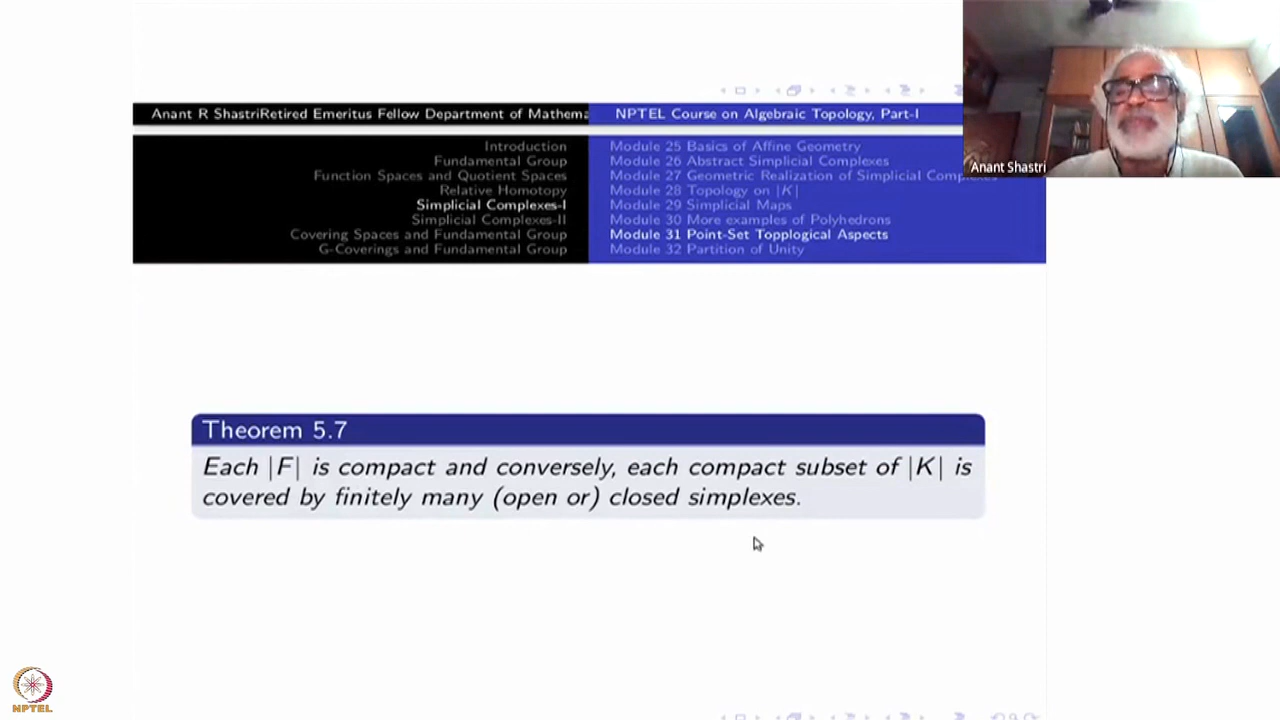 Anant Shastri
Anant R ShastriRetired Emeritus Fellow Department of Mathema
NPTEL Course on Algebraic Topology, Part-I
Introduction
Fundamental Group
Function Spaces and Quotient Spaces
Relative Homotopy
Simplicial Complexes-I
Simplicial Complexes-II
Covering Spaces and Fundamental Group
G-Coverings and Fundamental Group
Module 25 Basics of Affine Geometry
Module 26 Abstract Simplicial Complexes
Module 27 Geometric Realization of Simplicial Complexes
Module 28 Topology on |K|
Module 29 Simplicial Maps
Module 30 More examples of Polyhedrons
Module 31 Point-Set Topplogical Aspects
Module 32 Partition of Unity
Theorem 5.7
Each |F| is compact and conversely, each compact subset of |K| is
covered by finitely many (open or) closed simplexes.
NPTEL